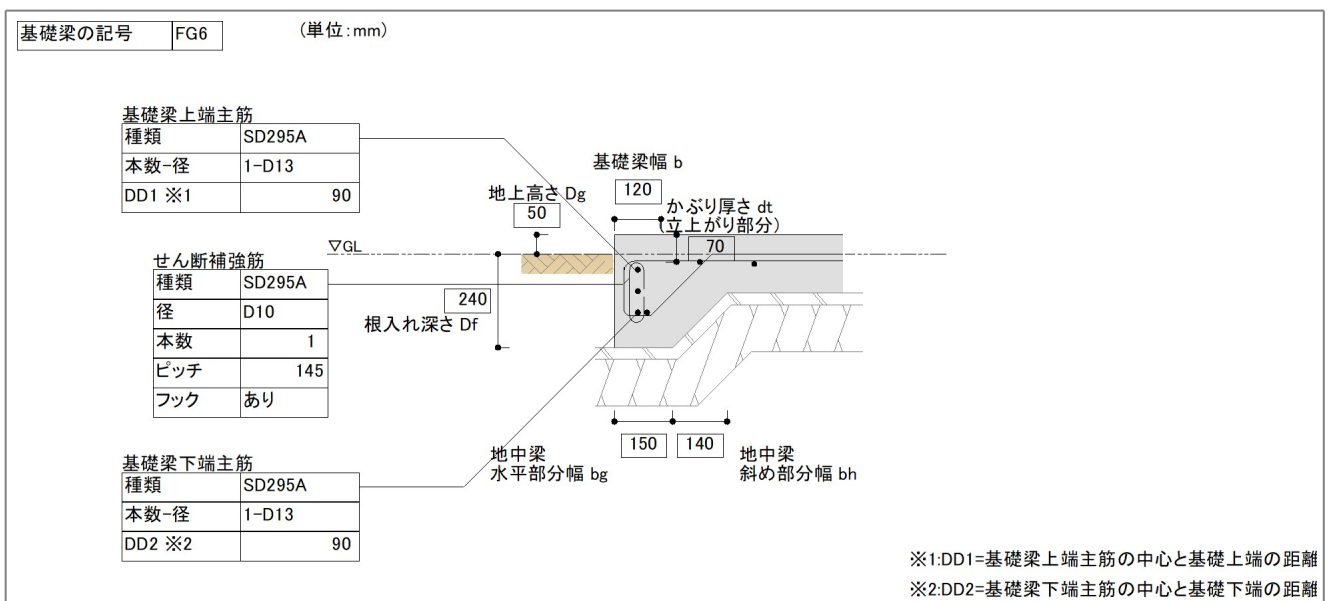 基礎梁の記号 FG6 (単位:mm)
基礎梁上端主筋
種類 SD295A
本数-径 1-D13
DD1 ※1 90
基礎梁幅 b
120
地上高さ Dg
50
かぶり厚さ dt
(立上がり部分)
70
▽GL
せん断補強筋
種類 SD295A
径 D10
本数 1
ピッチ 145
フック あり
240
根入れ深さ Df
150 140
地中梁
水平部分幅 bg
地中梁
斜め部分幅 bh
基礎梁下端主筋
種類 SD295A
本数-径 1-D13
DD2 ※2 90
※1:DD1=基礎梁上端主筋の中心と基礎上端の距離
※2:DD2=基礎梁下端主筋の中心と基礎下端の距離